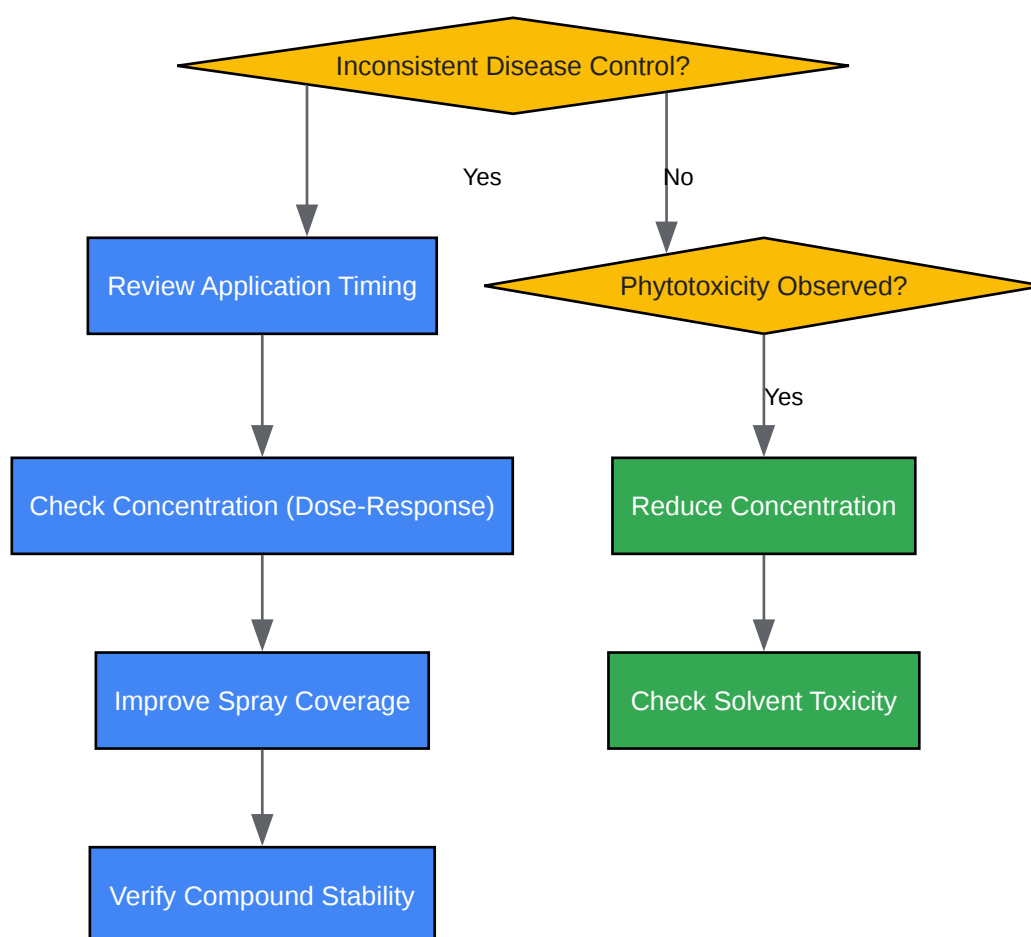 Inconsistent Disease Control?
Yes
No
Review Application Timing
Phytotoxicity Observed?
Yes
Check Concentration (Dose-Response)
Reduce Concentration
Improve Spray Coverage
Check Solvent Toxicity
Verify Compound Stability